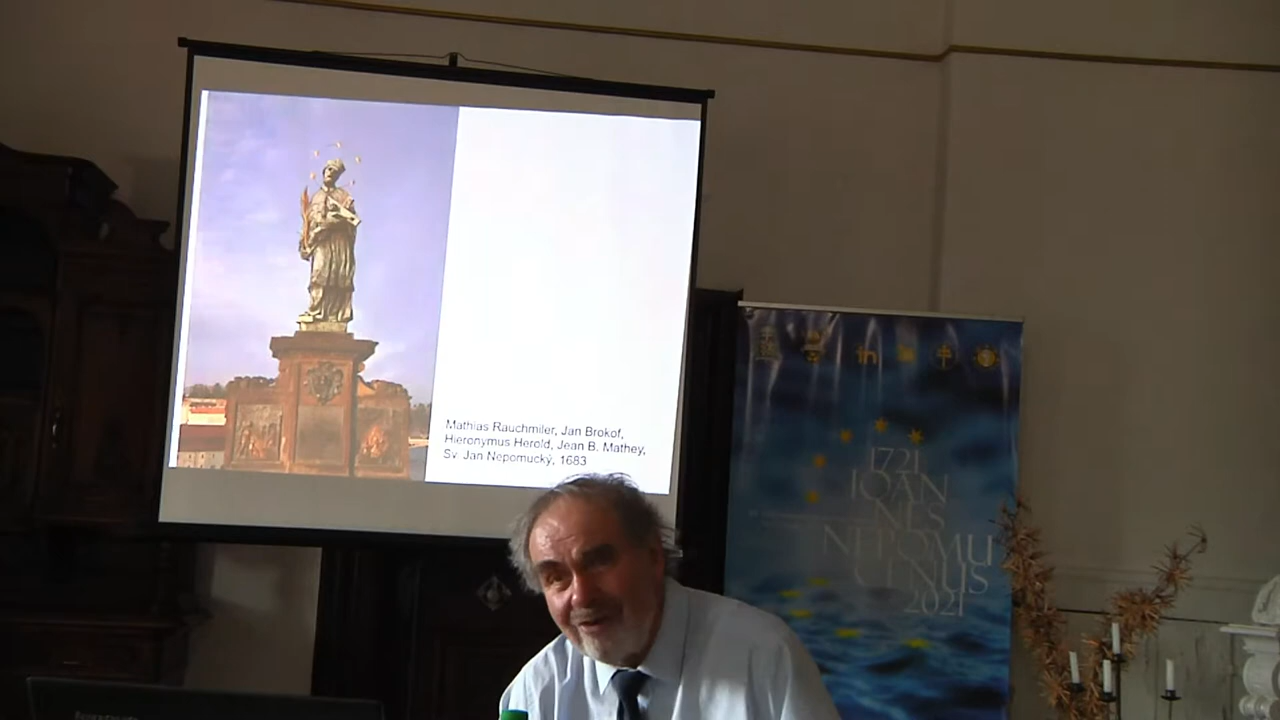 Mathias Rauchmiler, Jan Brokof,
Hieronymus Herold, Jean B. Mathey,
Sv. Jan Nepomucký, 1683
1721
IOAN
NES
NEPOMU
CENUS
2021